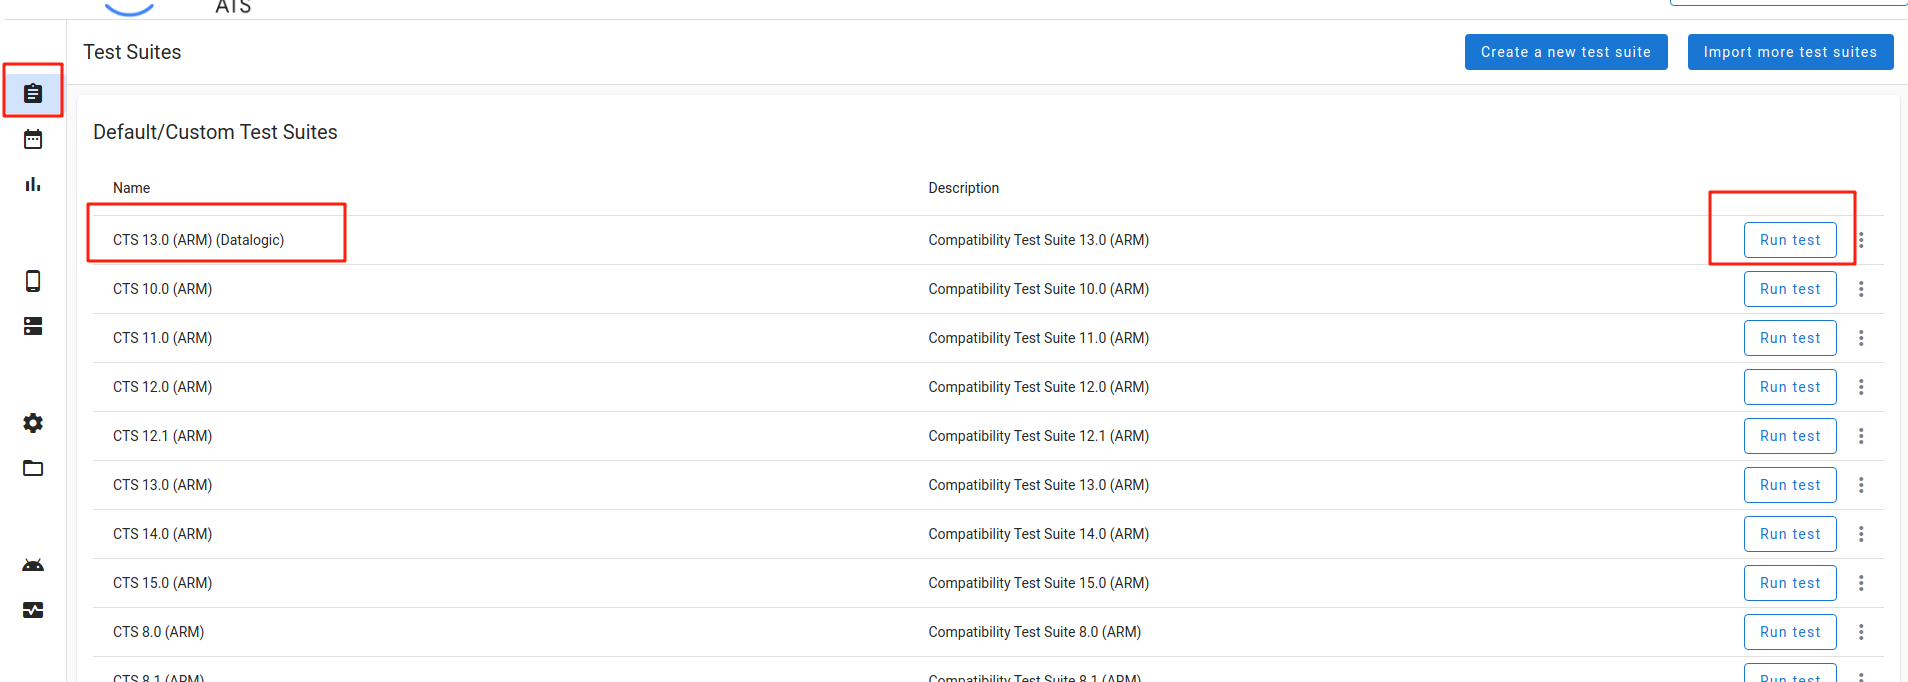 ATS
Test Suites
Create a new test suite
Import more test suites
Default/Custom Test Suites
Name Description
CTS 13.0 (ARM) (Datalogic) Compatibility Test Suite 13.0 (ARM) Run test
CTS 10.0 (ARM) Compatibility Test Suite 10.0 (ARM) Run test
CTS 11.0 (ARM) Compatibility Test Suite 11.0 (ARM) Run test
CTS 12.0 (ARM) Compatibility Test Suite 12.0 (ARM) Run test
CTS 12.1 (ARM) Compatibility Test Suite 12.1 (ARM) Run test
CTS 13.0 (ARM) Compatibility Test Suite 13.0 (ARM) Run test
CTS 14.0 (ARM) Compatibility Test Suite 14.0 (ARM) Run test
CTS 15.0 (ARM) Compatibility Test Suite 15.0 (ARM) Run test
CTS 8.0 (ARM) Compatibility Test Suite 8.0 (ARM) Run test
CTS 8.1 (ARM) Compatibility Test Suite 8.1 (ARM) Run test